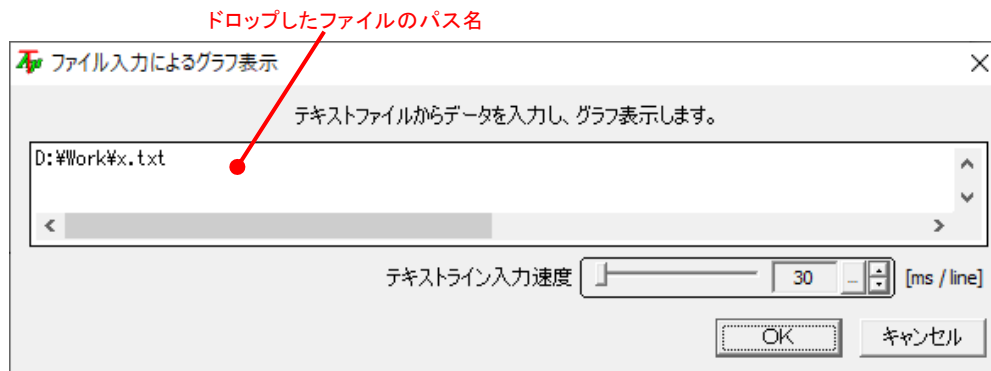 ドロップしたファイルのパス名
ファイル入力によるグラフ表示
テキストファイルからデータを入力し、グラフ表示します。
D:¥Work¥x.txt
テキストライン入力速度 30 ... [ms / line]
OK キャンセル